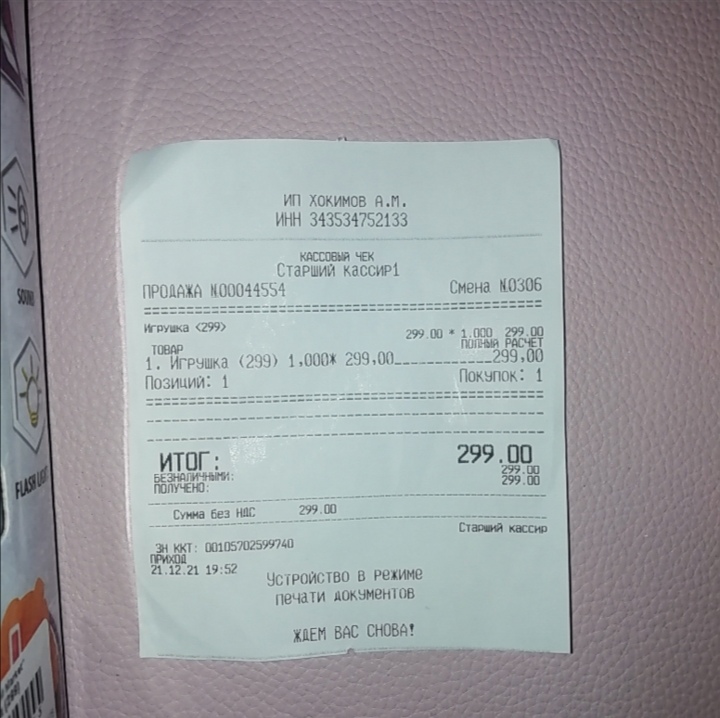 ИП ХОКИМОВ А.М.
ИНН 343534752133
КАССОВЫЙ ЧЕК
Старший кассир1
ПРОДАЖА N00044554 Смена N0306
================================================
Игрушка <299>
299.00 * 1.000 299.00
ТОВАР ПОЛНЫЙ РАСЧЕТ
1. Игрушка (299) 1,000* 299,00____________299,00
Позиций: 1 Покупок: 1
================================================
ИТОГ: 299.00
БЕЗНАЛИЧНЫМИ: 299.00
ПОЛУЧЕНО: 299.00
Сумма Без НДС 299.00
Старший кассир
ЗН ККТ: 00105702599740
ПРИХОД
21.12.21 19:52
Устройство в режиме
печати документов
ЖДЕМ ВАС СНОВА!
SOUND
FLASH